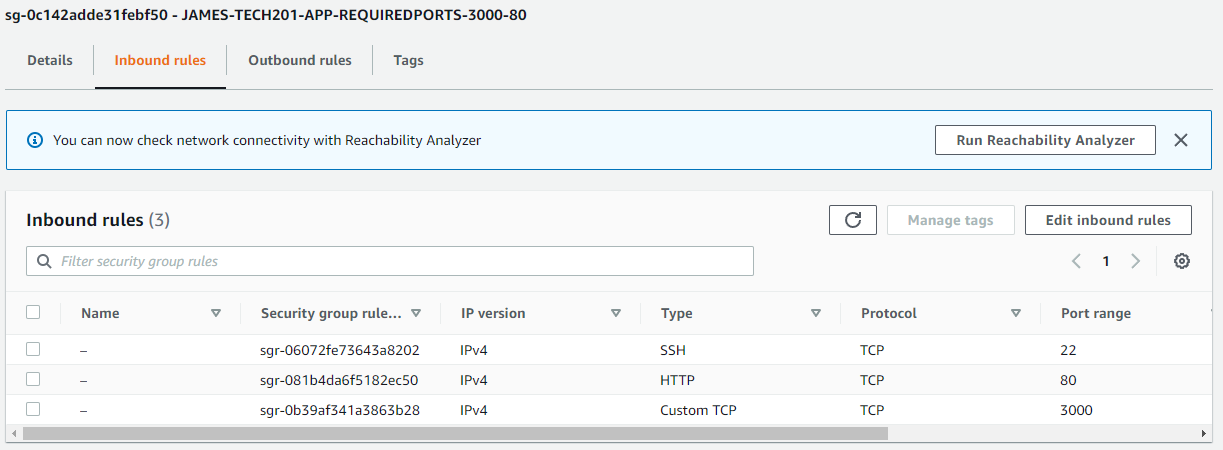 sg-0c142adde31febf50 - JAMES-TECH201-APP-REQUIREDPORTS-3000-80
Details Inbound rules Outbound rules Tags
You can now check network connectivity with Reachability Analyzer Run Reachability Analyzer
Inbound rules (3) Manage tags Edit inbound rules
Filter security group rules 1
Name Security group rule... IP version Type Protocol Port range
– sgr-06072fe73643a8202 IPv4 SSH TCP 22
– sgr-081b4da6f5182ec50 IPv4 HTTP TCP 80
– sgr-0b39af341a3863b28 IPv4 Custom TCP TCP 3000